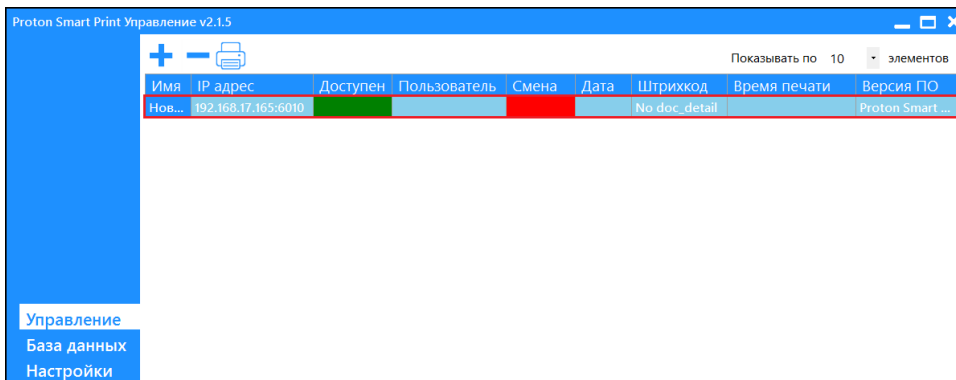 Proton Smart Print Управление v2.1.5
Показывать по 10 элементов
Имя IP адрес Доступен Пользователь Смена Дата Штрихкод Время печати Версия ПО
Нов... 192.168.17.165:6010 No doc_detail Proton Smart ...
Управление
База данных
Настройки